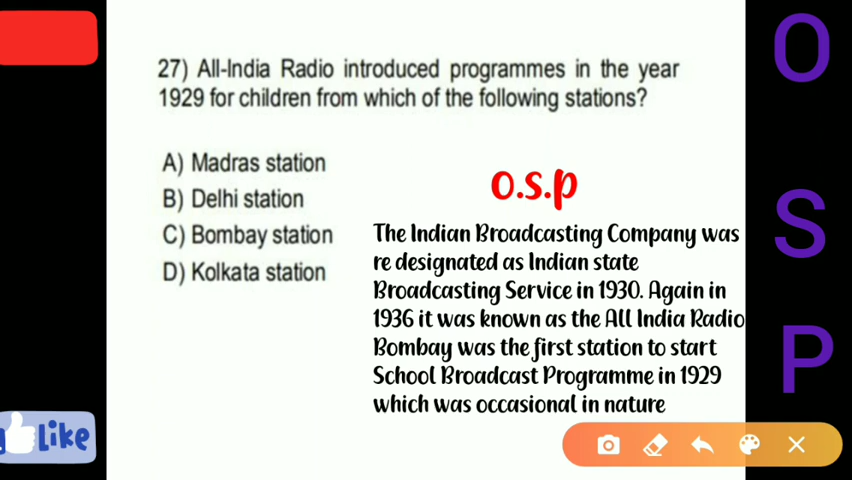 27) All-India Radio introduced programmes in the year
1929 for children from which of the following stations?
A) Madras station
B) Delhi station
C) Bombay station
D) Kolkata station
O.S.P
The Indian Broadcasting Company was
re designated as Indian state
Broadcasting Service in 1930. Again in
1936 it was known as the All India Radio
Bombay was the first station to start
School Broadcast Programme in 1929
which was occasional in nature
O
S
P
Like